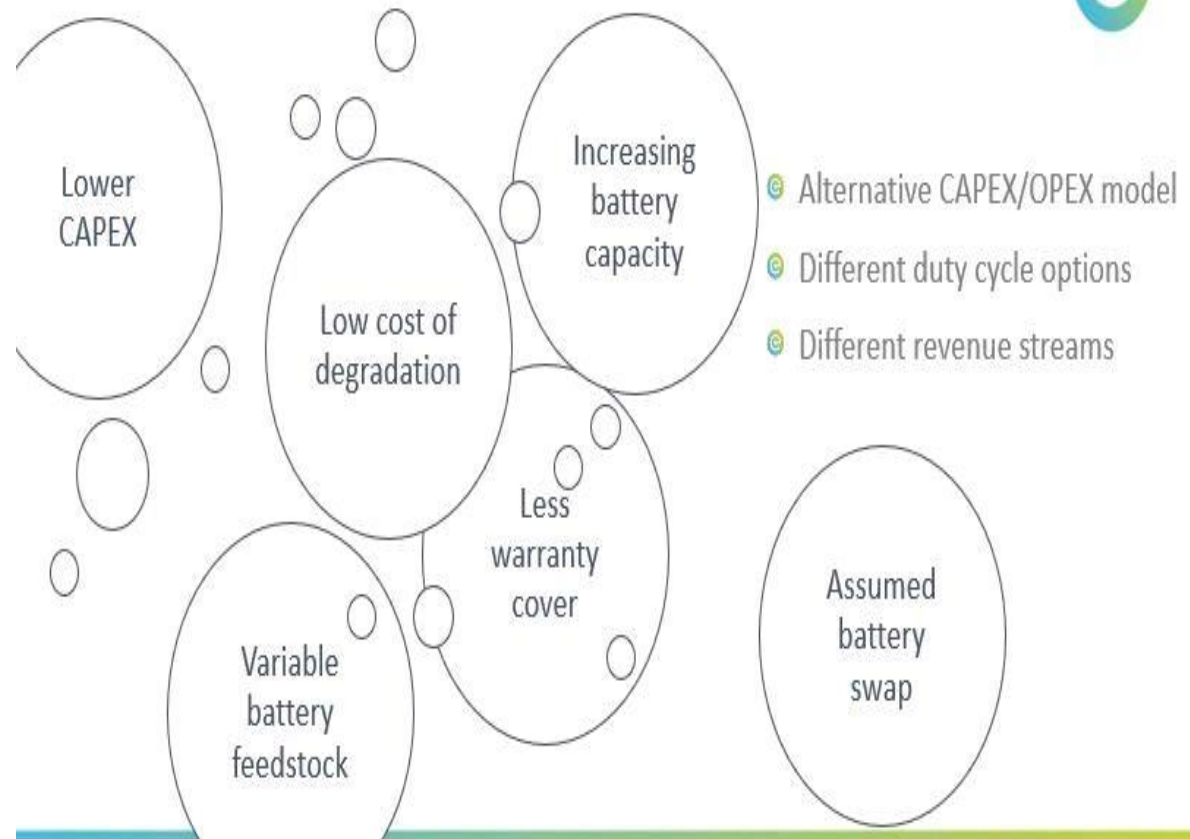 Lower
CAPEX
Low cost of
degradation
Increasing
battery
capacity
Alternative CAPEX/OPEX model
Different duty cycle options
Different revenue streams
Less
warranty
cover
Variable
battery
feedstock
Assumed
battery
swap